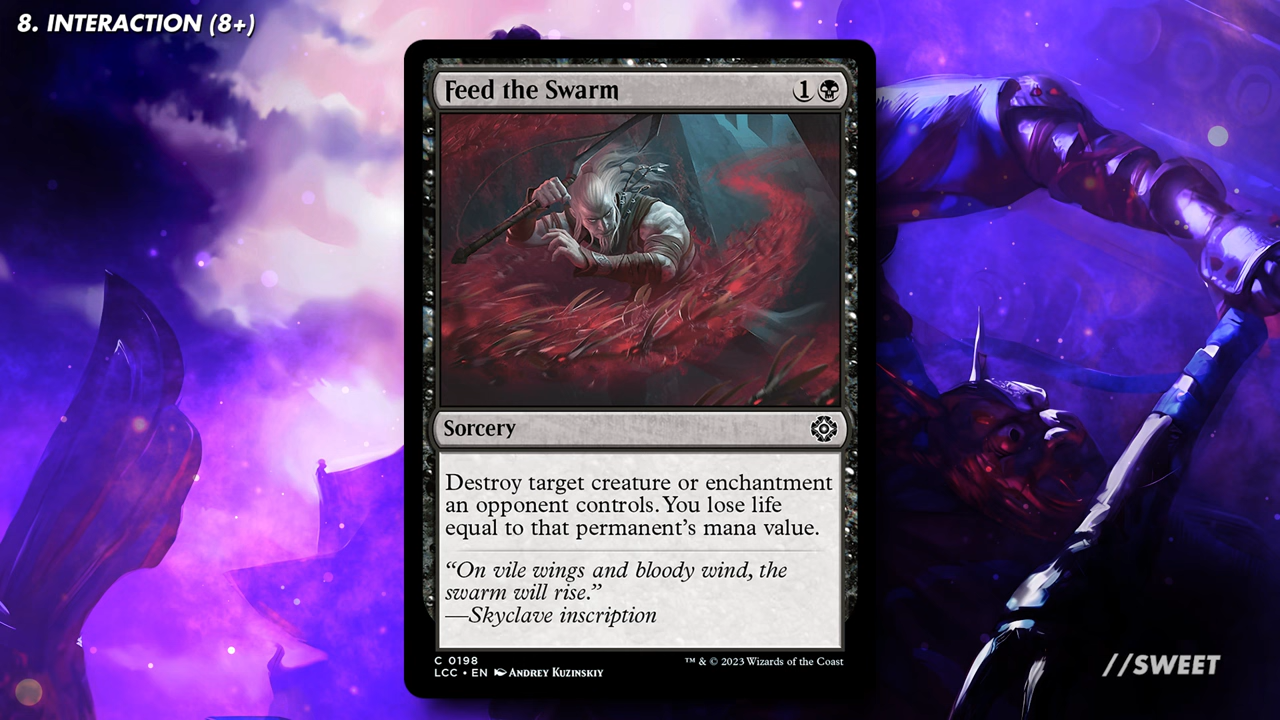 8. INTERACTION (8+)
Feed the Swarm 1
Sorcery
Destroy target creature or enchantment
an opponent controls. You lose life
equal to that permanent's mana value.
“On vile wings and bloody wind, the
swarm will rise.”
—Skyclave inscription
C 0198
LCC • EN Andrey Kuzinskiy
™ & © 2023 Wizards of the Coast
//SWEET